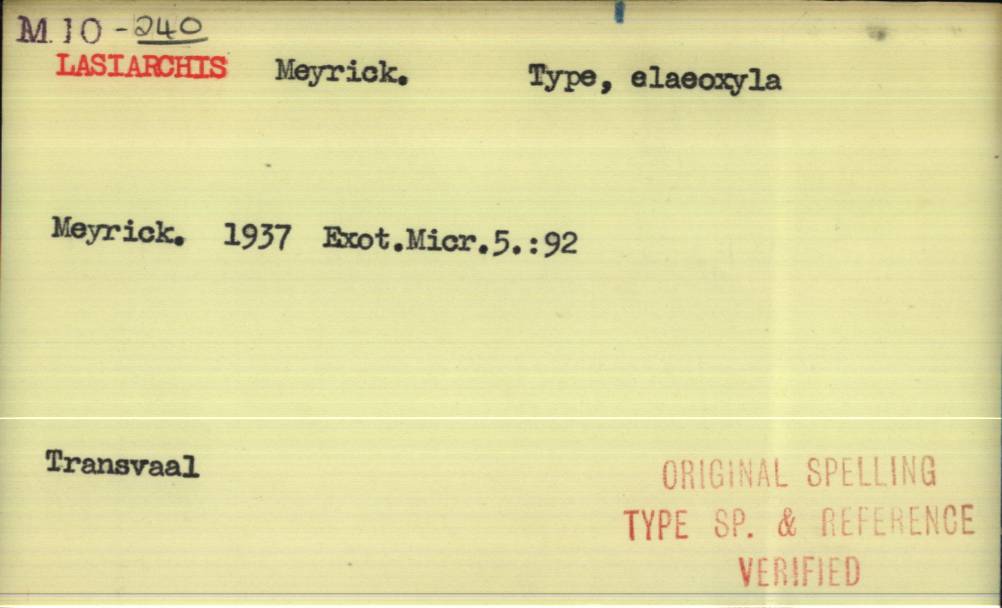 M.10-240
LASIARCHIS Meyrick. Type, elaeoxyla
Meyrick. 1937 Exot.Micr.5.:92
Transvaal
ORIGINAL SPELLING
TYPE SP. & REFERENCE
VERIFIED